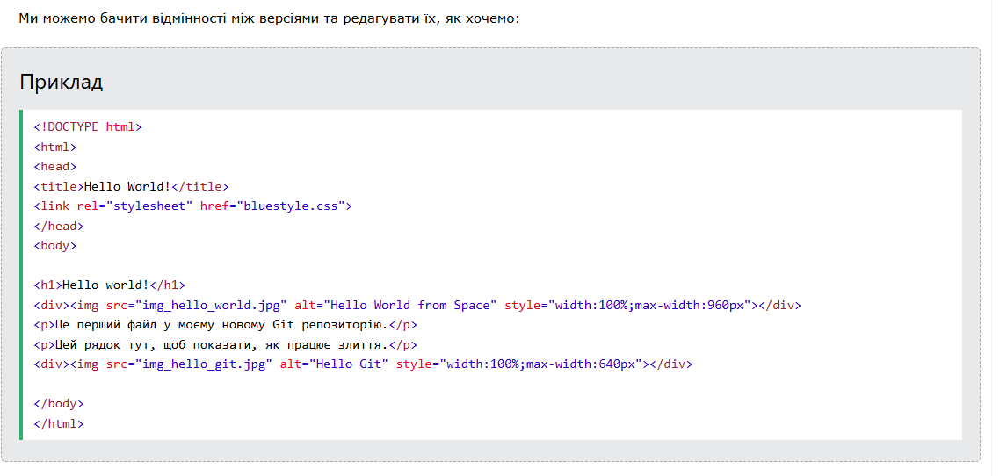 Ми можемо бачити відмінності між версіями та редагувати їх, як хочемо:
Приклад
<!DOCTYPE html>
<html>
<head>
<title>Hello World!</title>
<link rel="stylesheet" href="bluestyle.css">
</head>
<body>
<h1>Hello world!</h1>
<div><img src="img_hello_world.jpg" alt="Hello World from Space" style="width:100%;max-width:960px"></div>
<p>Це перший файл у моєму новому Git репозиторію.</p>
<p>Цей рядок тут, щоб показати, як працює злиття.</p>
<div><img src="img_hello_git.jpg" alt="Hello Git" style="width:100%;max-width:640px"></div>
</body>
</html>